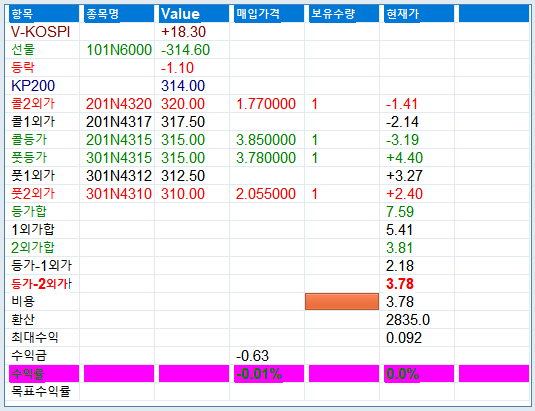 항목 종목명 Value 매입가격 보유수량 현재가
V-KOSPI +18.30
선물 101N6000 -314.60
등락 -1.10
KP200 314.00
콜2외가 201N4320 320.00 1.770000 1 -1.41
콜1외가 201N4317 317.50 -2.14
콜등가 201N4315 315.00 3.850000 1 -3.19
풋등가 301N4315 315.00 3.780000 1 +4.40
풋1외가 301N4312 312.50 +3.27
풋2외가 301N4310 310.00 2.055000 1 +2.40
등가합 7.59
1외가합 5.41
2외가합 3.81
등가-1외가 2.18
등가-2외가 3.78
비용 3.78
환산 2835.0
최대수익 0.092
수익금 -0.63
수익률 -0.01% 0.0%
목표수익률